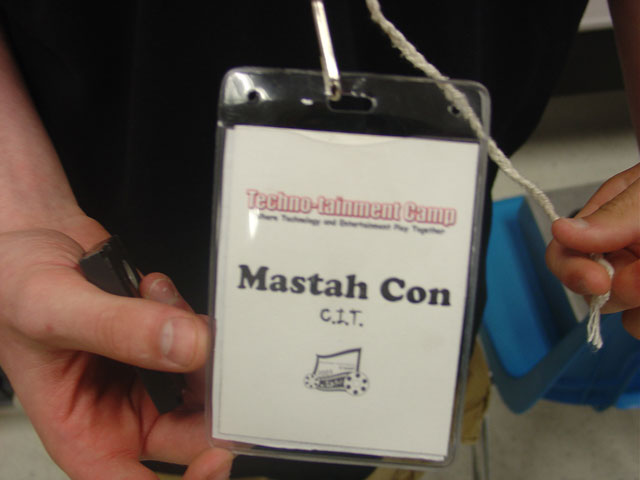 Techno-tainment Camp
Where Technology and Entertainment Play Together
Mastah Con
C.I.T.